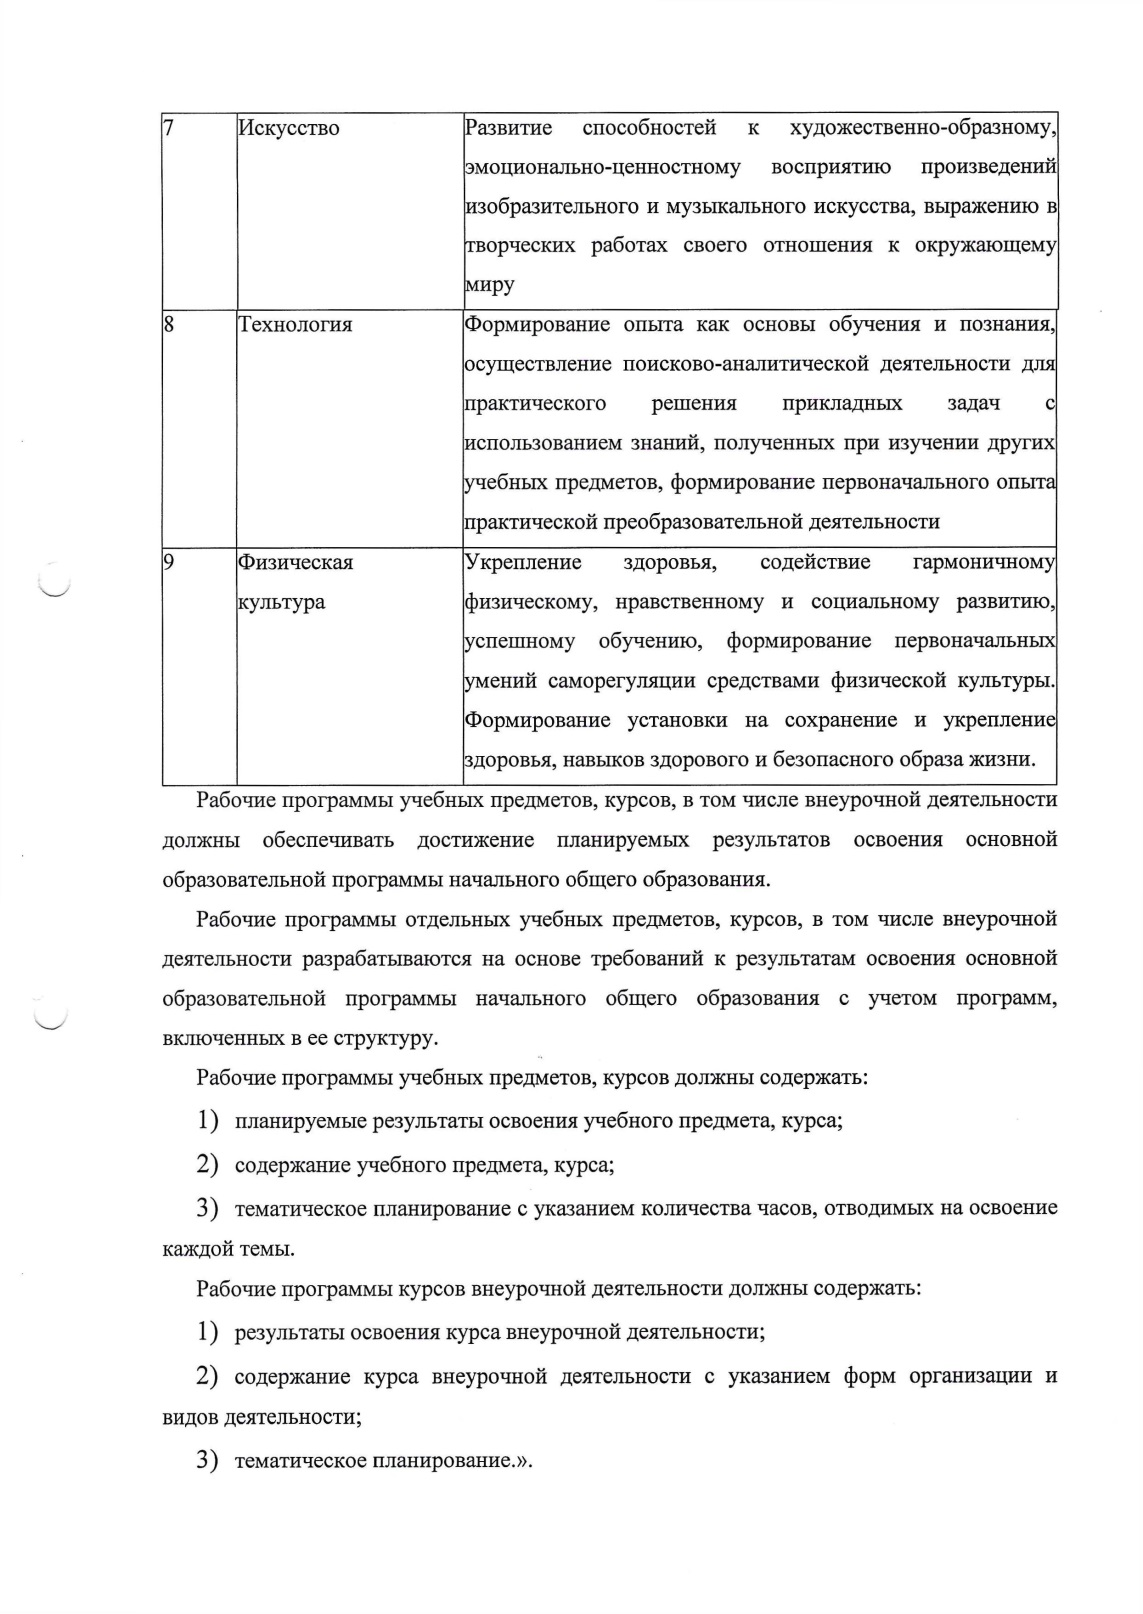 7 Искусство Развитие способностей к художественно-образному,
эмоционально-ценностному восприятию произведений
изобразительного и музыкального искусства, выражению в
творческих работах своего отношения к окружающему
миру
8 Технология Формирование опыта как основы обучения и познания,
осуществление поисково-аналитической деятельности для
практического решения прикладных задач с
использованием знаний, полученных при изучении других
учебных предметов, формирование первоначального опыта
практической преобразовательной деятельности
9 Физическая Укрепление здоровья, содействие гармоничному
культура физическому, нравственному и социальному развитию,
успешному обучению, формирование первоначальных
умений саморегуляции средствами физической культуры.
Формирование установки на сохранение и укрепление
здоровья, навыков здорового и безопасного образа жизни.
Рабочие программы учебных предметов, курсов, в том числе внеурочной деятельности
должны обеспечивать достижение планируемых результатов освоения основной
образовательной программы начального общего образования.
Рабочие программы отдельных учебных предметов, курсов, в том числе внеурочной
деятельности разрабатываются на основе требований к результатам освоения основной
образовательной программы начального общего образования с учетом программ,
включенных в ее структуру.
Рабочие программы учебных предметов, курсов должны содержать:
1) планируемые результаты освоения учебного предмета, курса;
2) содержание учебного предмета, курса;
3) тематическое планирование с указанием количества часов, отводимых на освоение
каждой темы.
Рабочие программы курсов внеурочной деятельности должны содержать:
1) результаты освоения курса внеурочной деятельности;
2) содержание курса внеурочной деятельности с указанием форм организации и
видов деятельности;
3) тематическое планирование.».